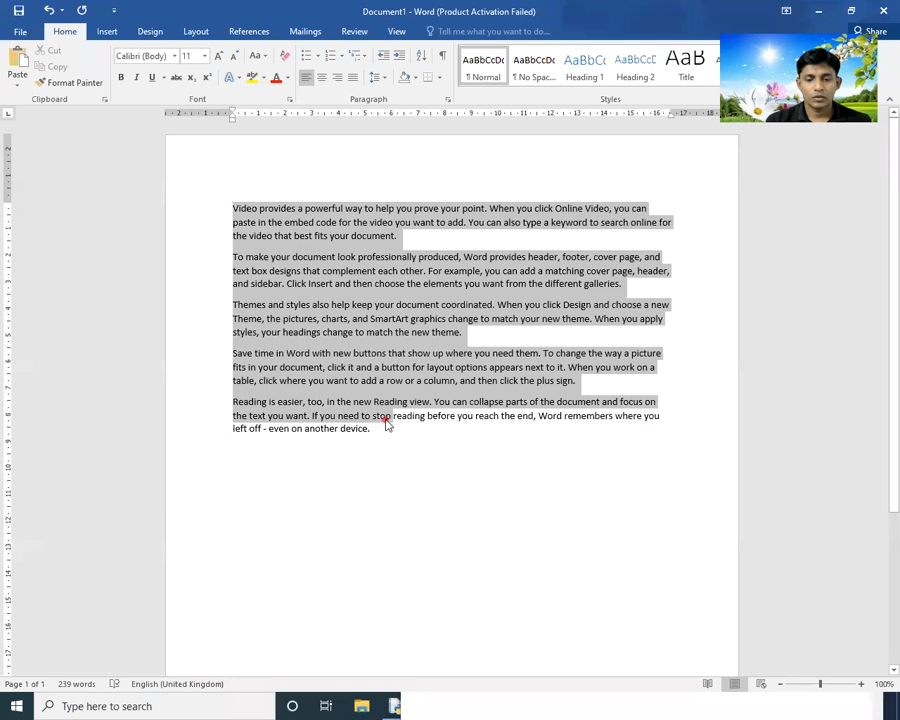 Document1 - Word (Product Activation Failed)
File Home Insert Design Layout References Mailings Review View Tell me what you want to do... Share
Paste
Cut
Copy
Format Painter
Clipboard
Calibri (Body) 11
Font
Paragraph
AaBbCcDc AaBbCcDc AaBbC( AaBbCcC AaB
¶ Normal ¶ No Spac... Heading 1 Heading 2 Title
Styles
Video provides a powerful way to help you prove your point. When you click Online Video, you can
paste in the embed code for the video you want to add. You can also type a keyword to search online for
the video that best fits your document.
To make your document look professionally produced, Word provides header, footer, cover page, and
text box designs that complement each other. For example, you can add a matching cover page, header,
and sidebar. Click Insert and then choose the elements you want from the different galleries.
Themes and styles also help keep your document coordinated. When you click Design and choose a new
Theme, the pictures, charts, and SmartArt graphics change to match your new theme. When you apply
styles, your headings change to match the new theme.
Save time in Word with new buttons that show up where you need them. To change the way a picture
fits in your document, click it and a button for layout options appears next to it. When you work on a
table, click where you want to add a row or a column, and then click the plus sign.
Reading is easier, too, in the new Reading view. You can collapse parts of the document and focus on
the text you want. If you need to stop reading before you reach the end, Word remembers where you
left off - even on another device.
Page 1 of 1 239 words English (United Kingdom) 100%
Type here to search